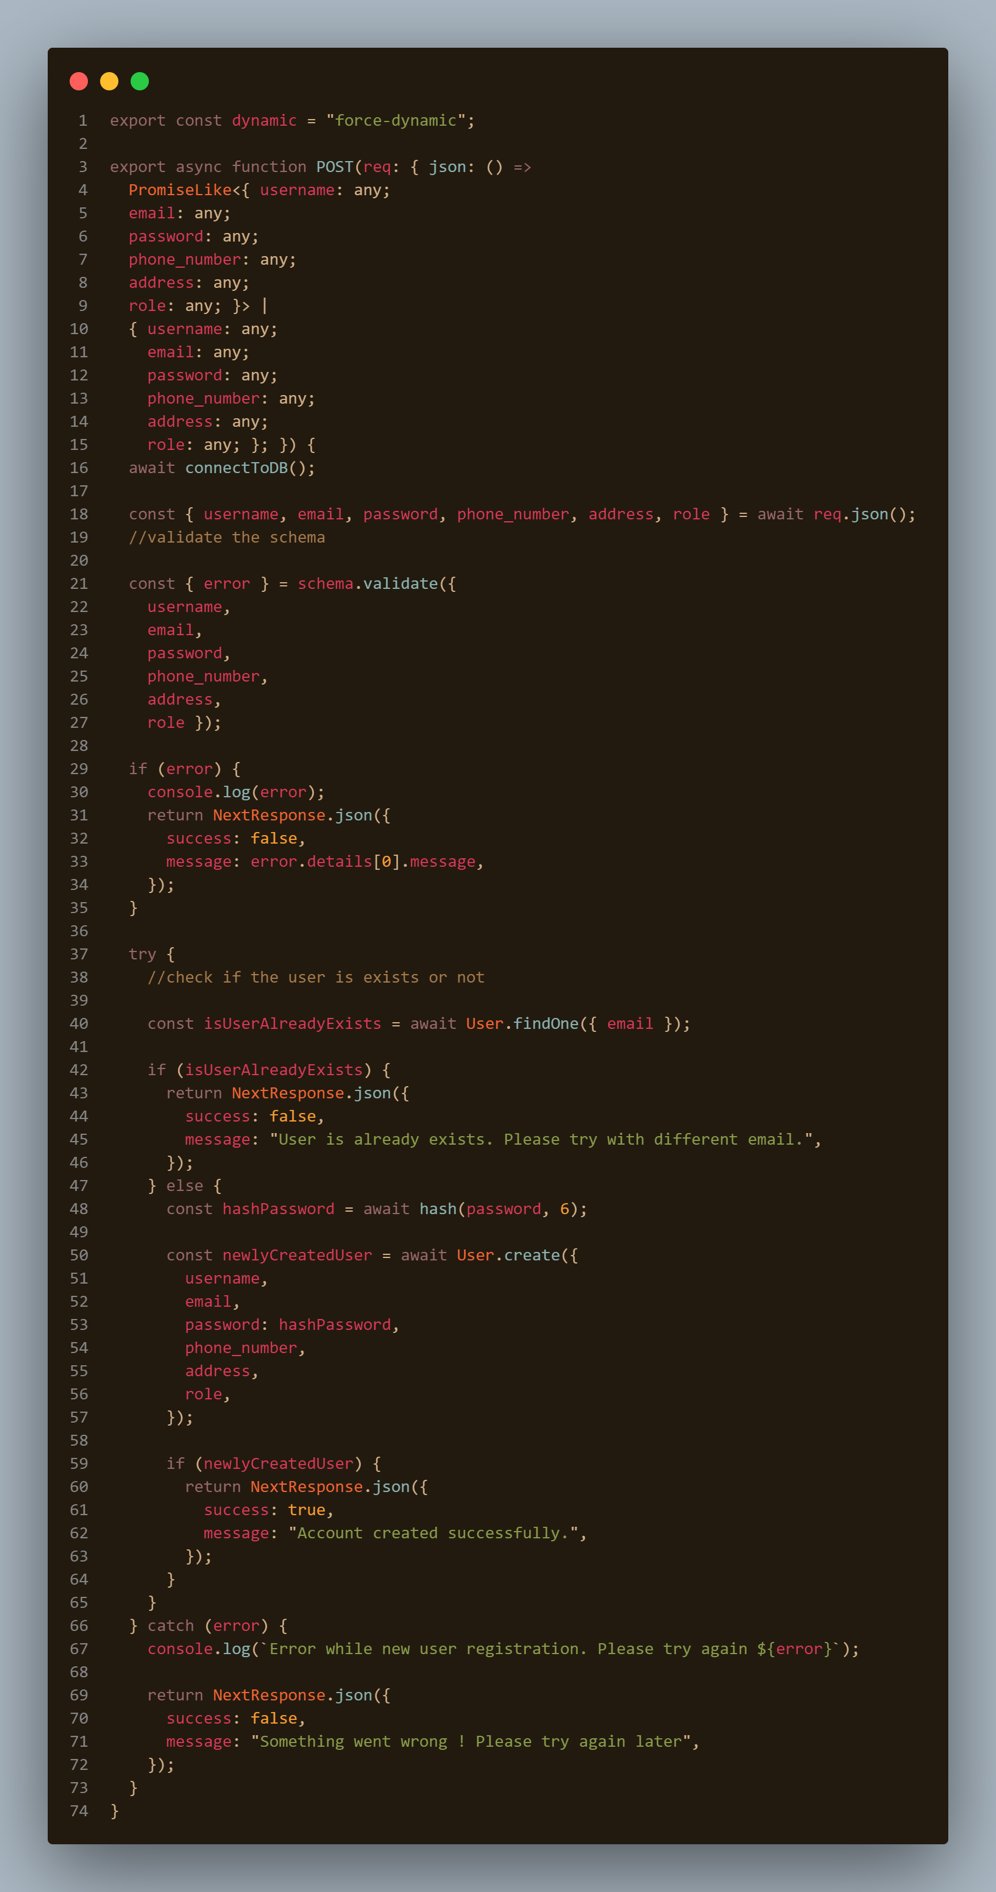 1 export const dynamic = "force-dynamic";
2
3 export async function POST(req: { json: () =>
4   PromiseLike<{ username: any;
5   email: any;
6   password: any;
7   phone_number: any;
8   address: any;
9   role: any; }> |
10   { username: any;
11     email: any;
12     password: any;
13     phone_number: any;
14     address: any;
15     role: any; }; }) {
16   await connectToDB();
17
18   const { username, email, password, phone_number, address, role } = await req.json();
19   //validate the schema
20
21   const { error } = schema.validate({
22     username,
23     email,
24     password,
25     phone_number,
26     address,
27     role });
28
29   if (error) {
30     console.log(error);
31     return NextResponse.json({
32       success: false,
33       message: error.details[0].message,
34     });
35   }
36
37   try {
38     //check if the user is exists or not
39
40     const isUserAlreadyExists = await User.findOne({ email });
41
42     if (isUserAlreadyExists) {
43       return NextResponse.json({
44         success: false,
45         message: "User is already exists. Please try with different email.",
46       });
47     } else {
48       const hashPassword = await hash(password, 6);
49
50       const newlyCreatedUser = await User.create({
51         username,
52         email,
53         password: hashPassword,
54         phone_number,
55         address,
56         role,
57       });
58
59       if (newlyCreatedUser) {
60         return NextResponse.json({
61           success: true,
62           message: "Account created successfully.",
63         });
64       }
65     }
66   } catch (error) {
67     console.log(`Error while new user registration. Please try again ${error}`);
68
69     return NextResponse.json({
70       success: false,
71       message: "Something went wrong ! Please try again later",
72     });
73   }
74 }